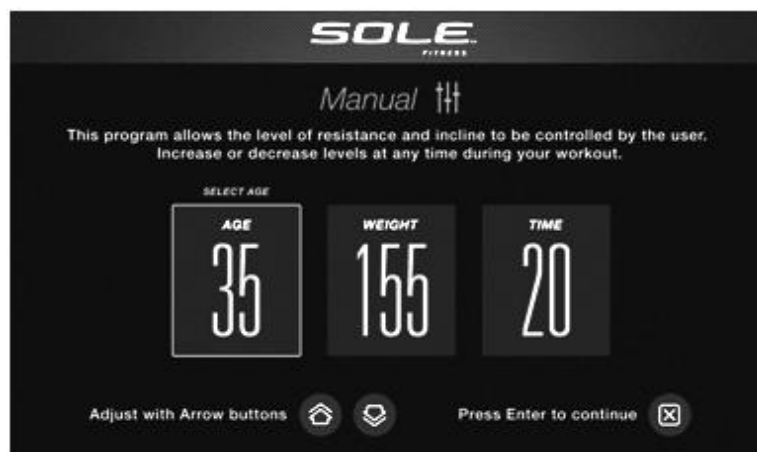 SOLE
FITNESS
Manual
This program allows the level of resistance and incline to be controlled by the user.
Increase or decrease levels at any time during your workout.
SELECT AGE
AGE
35
WEIGHT
155
TIME
20
Adjust with Arrow buttons
Press Enter to continue